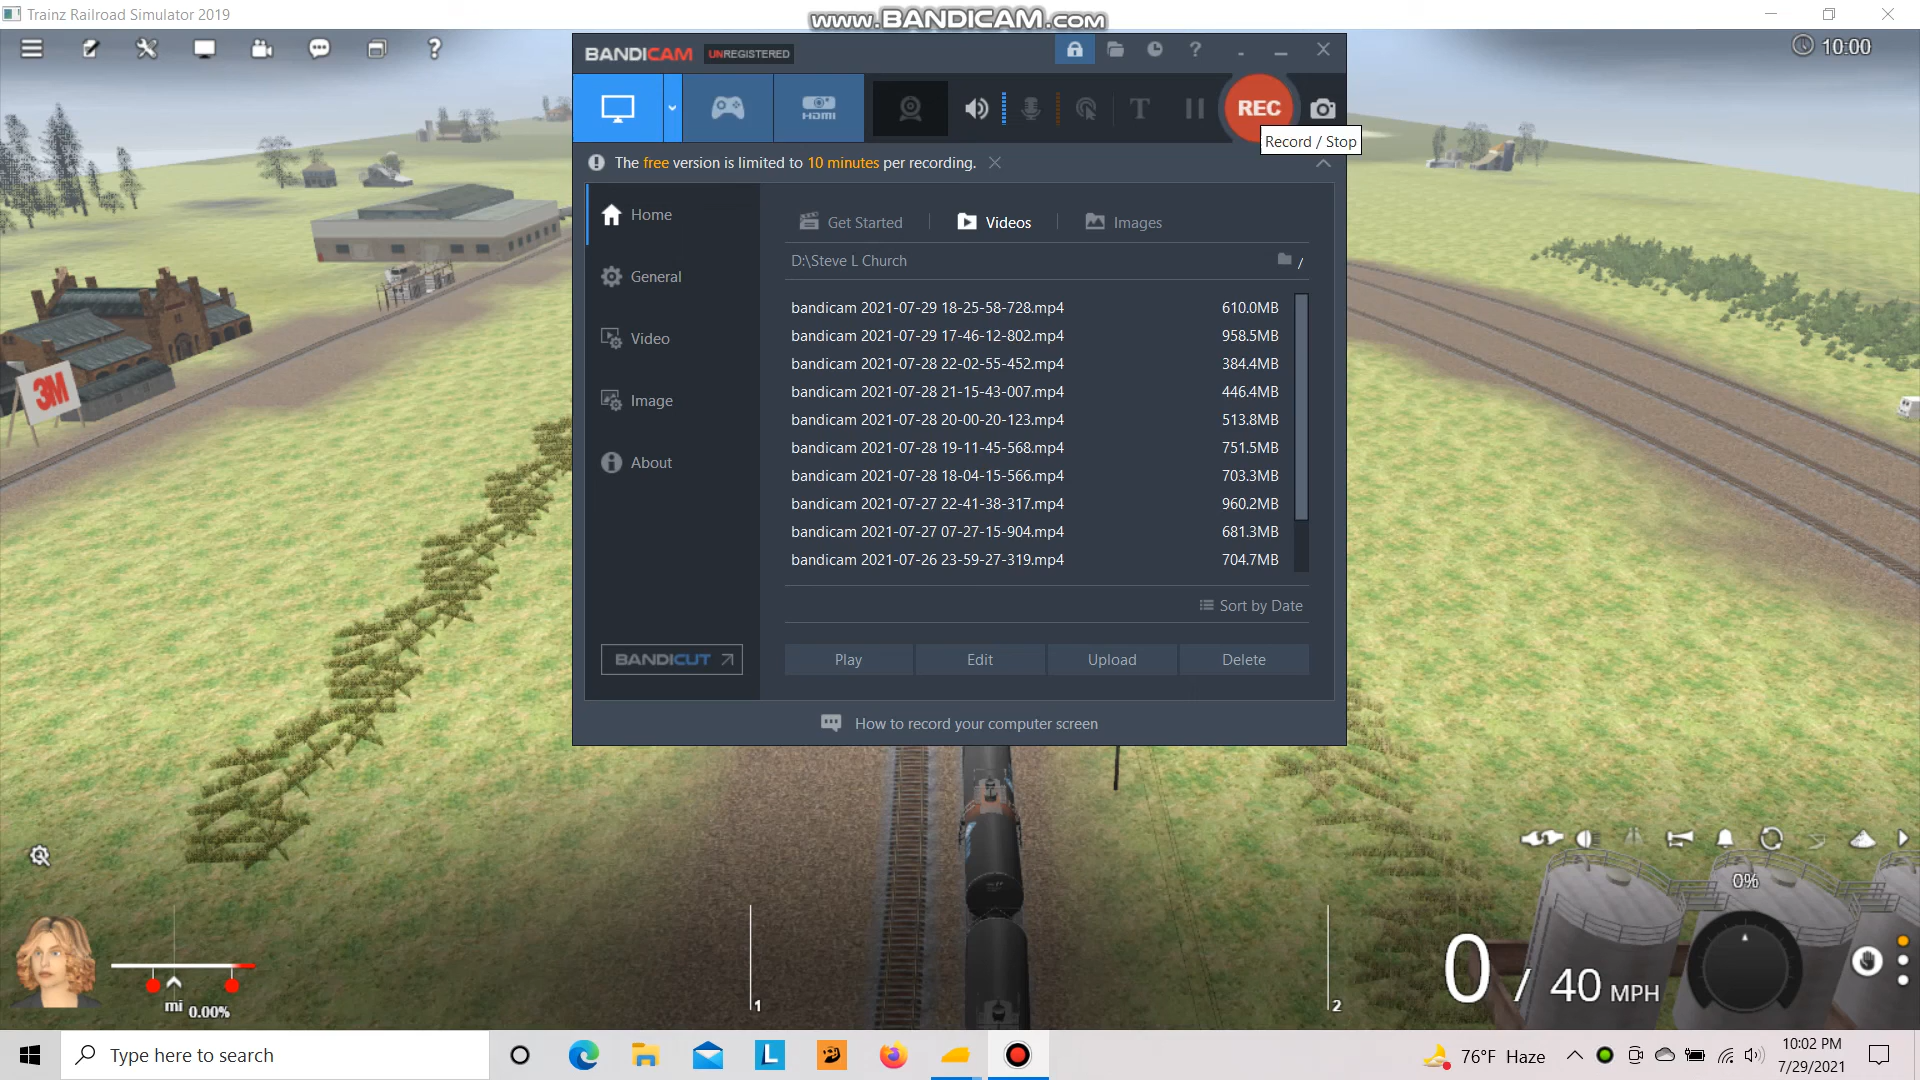 Trainz Railroad Simulator 2019
www.BANDICAM.com
10:00
BANDICAM UNREGISTERED
HDMI
T
REC
Record / Stop
The free version is limited to 10 minutes per recording.
Home
General
Video
Image
About
BANDICUT
Get Started
Videos
Images
D:\Steve L Church
/
bandicam 2021-07-29 18-25-58-728.mp4 610.0MB
bandicam 2021-07-29 17-46-12-802.mp4 958.5MB
bandicam 2021-07-28 22-02-55-452.mp4 384.4MB
bandicam 2021-07-28 21-15-43-007.mp4 446.4MB
bandicam 2021-07-28 20-00-20-123.mp4 513.8MB
bandicam 2021-07-28 19-11-45-568.mp4 751.5MB
bandicam 2021-07-28 18-04-15-566.mp4 703.3MB
bandicam 2021-07-27 22-41-38-317.mp4 960.2MB
bandicam 2021-07-27 07-27-15-904.mp4 681.3MB
bandicam 2021-07-26 23-59-27-319.mp4 704.7MB
Sort by Date
Play Edit Upload Delete
How to record your computer screen
3M
0%
0 / 40 MPH
mi 0.00%
1
2
Type here to search
L
76°F Haze
10:02 PM
7/29/2021